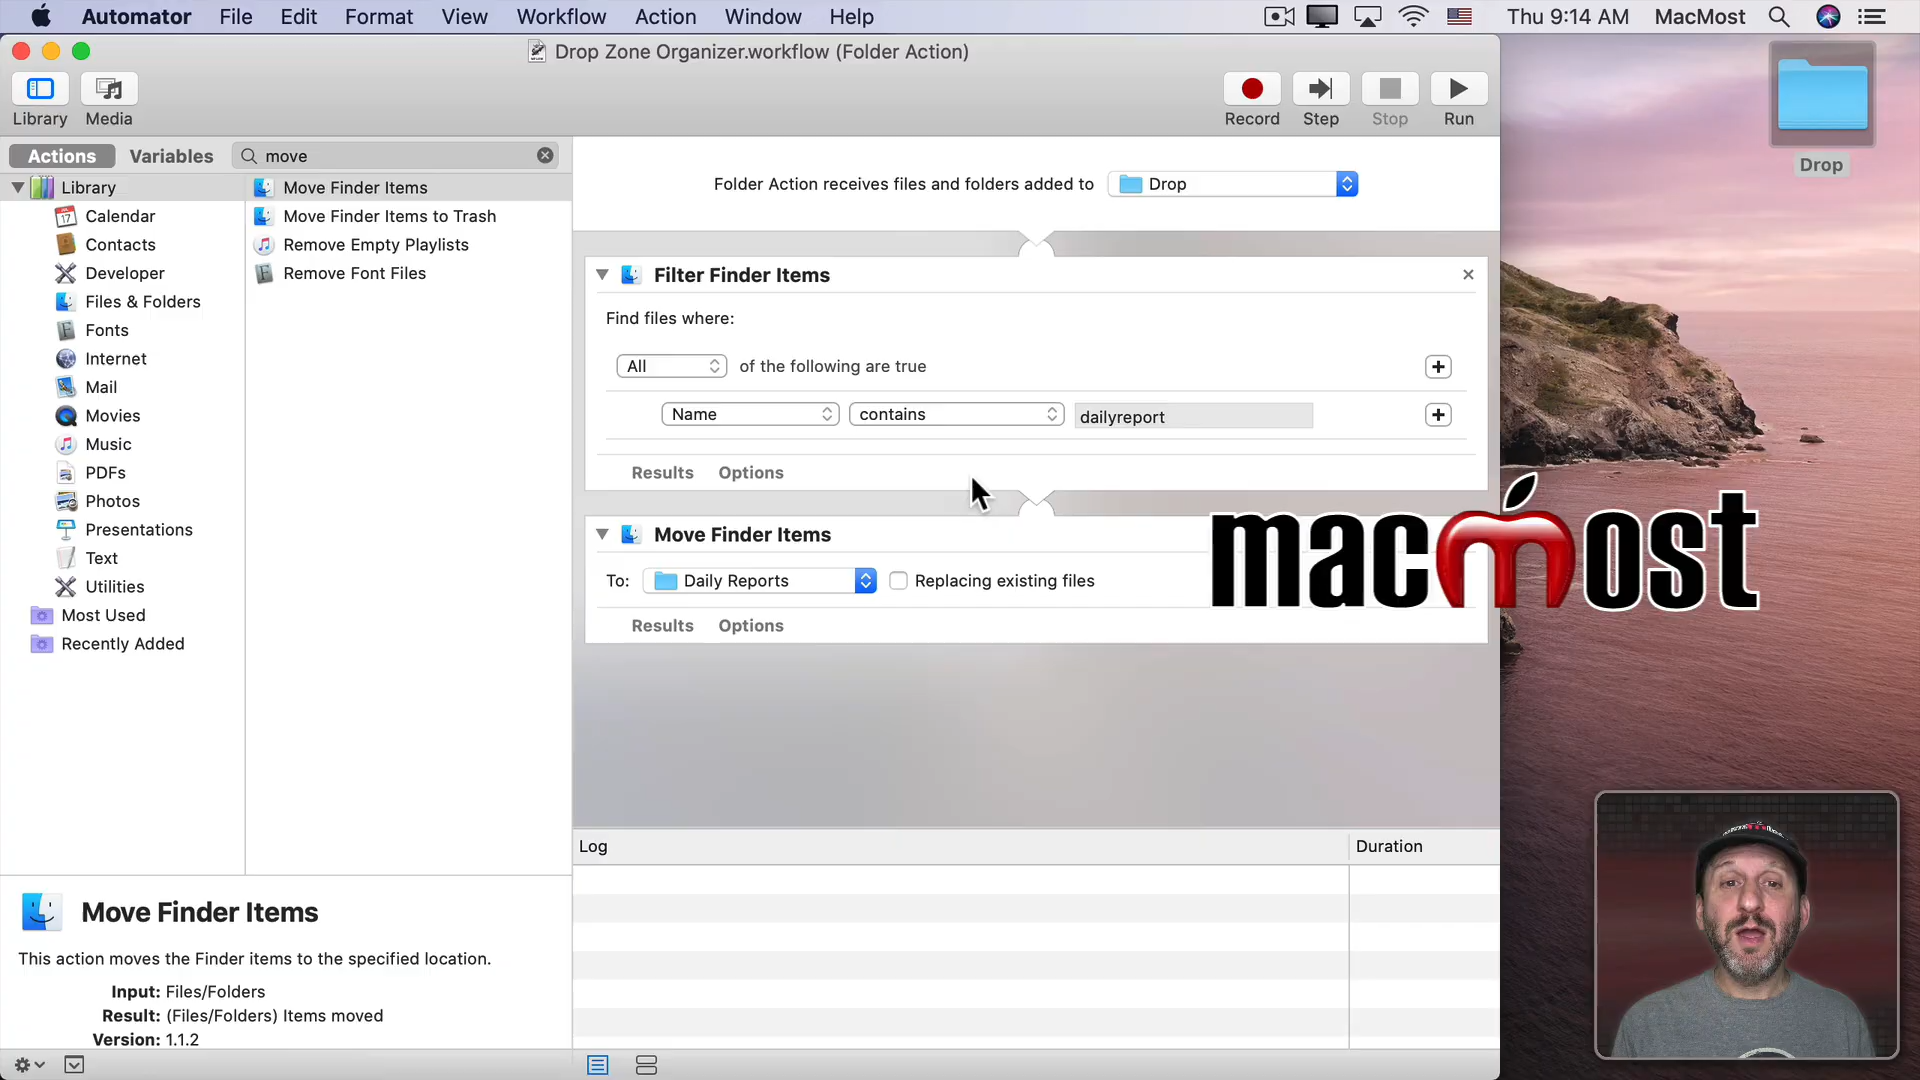 Automator File Edit Format View Workflow Action Window Help Thu 9:14 AM MacMost
Drop Zone Organizer.workflow (Folder Action)
Library Media Record Step Stop Run
Actions Variables move
Library
Calendar
Contacts
Developer
Files & Folders
Fonts
Internet
Mail
Movies
Music
PDFs
Photos
Presentations
Text
Utilities
Most Used
Recently Added
Move Finder Items
Move Finder Items to Trash
Remove Empty Playlists
Remove Font Files
Folder Action receives files and folders added to Drop
Filter Finder Items
Find files where:
All of the following are true
Name contains dailyreport
Results Options
Move Finder Items
To: Daily Reports Replacing existing files
Results Options
Log Duration
Move Finder Items
This action moves the Finder items to the specified location.
Input: Files/Folders
Result: (Files/Folders) Items moved
Version: 1.1.2
Drop
macmost